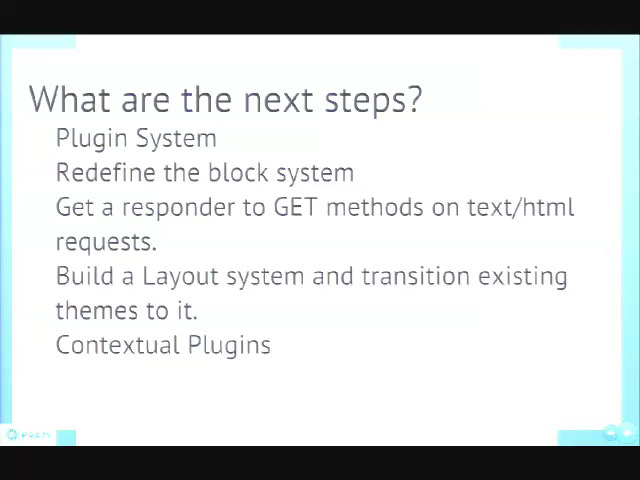 What are the next steps?
Plugin System
Redefine the block system
Get a responder to GET methods on text/html
requests.
Build a Layout system and transition existing
themes to it.
Contextual Plugins